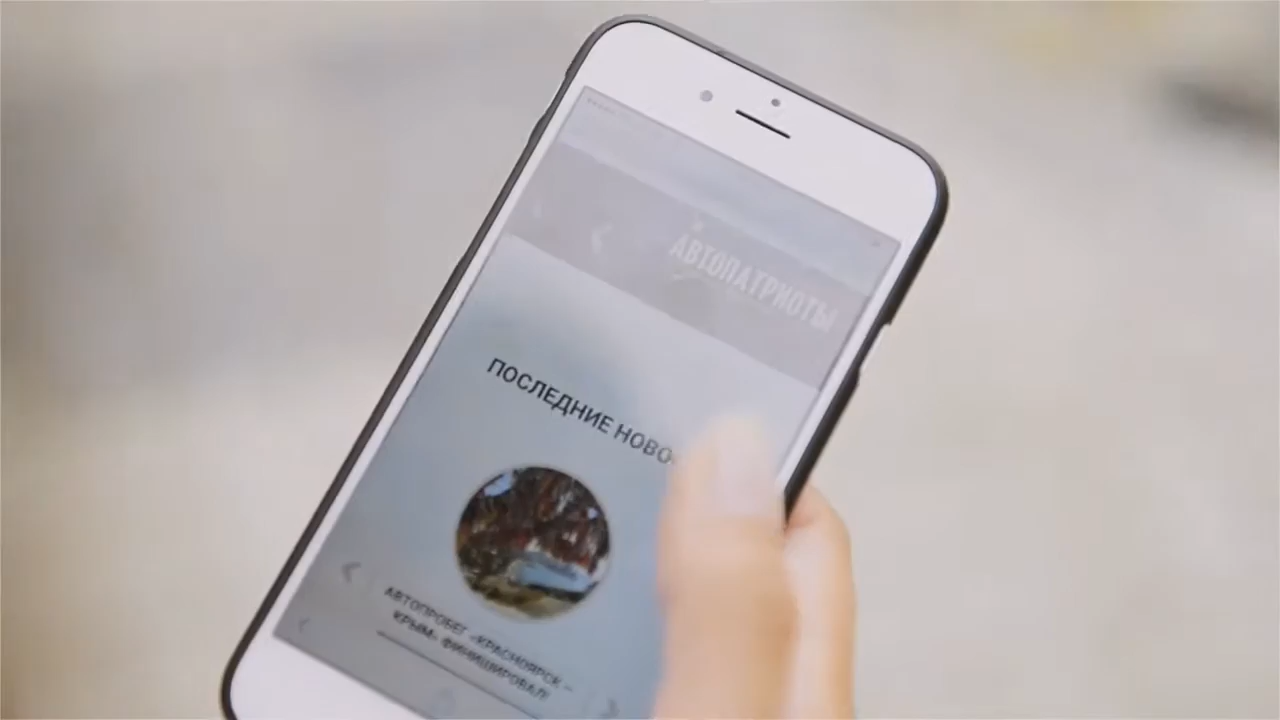 АВТОПАТРИОТЫ
ПОСЛЕДНИЕ НОВО
АВТОПРОБЕГ «КРАСНОЯРСК –
КРЫМ» ФИНИШИРОВАЛ!